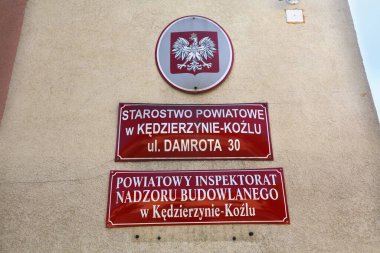 STAROSTWO POWIATOWE
w KĘDZIERZYNIE-KOŹLU
ul. DAMROTA 30
POWIATOWY INSPEKTORAT
NADZORU BUDOWLANEGO
w Kędzierzynie-Koźlu